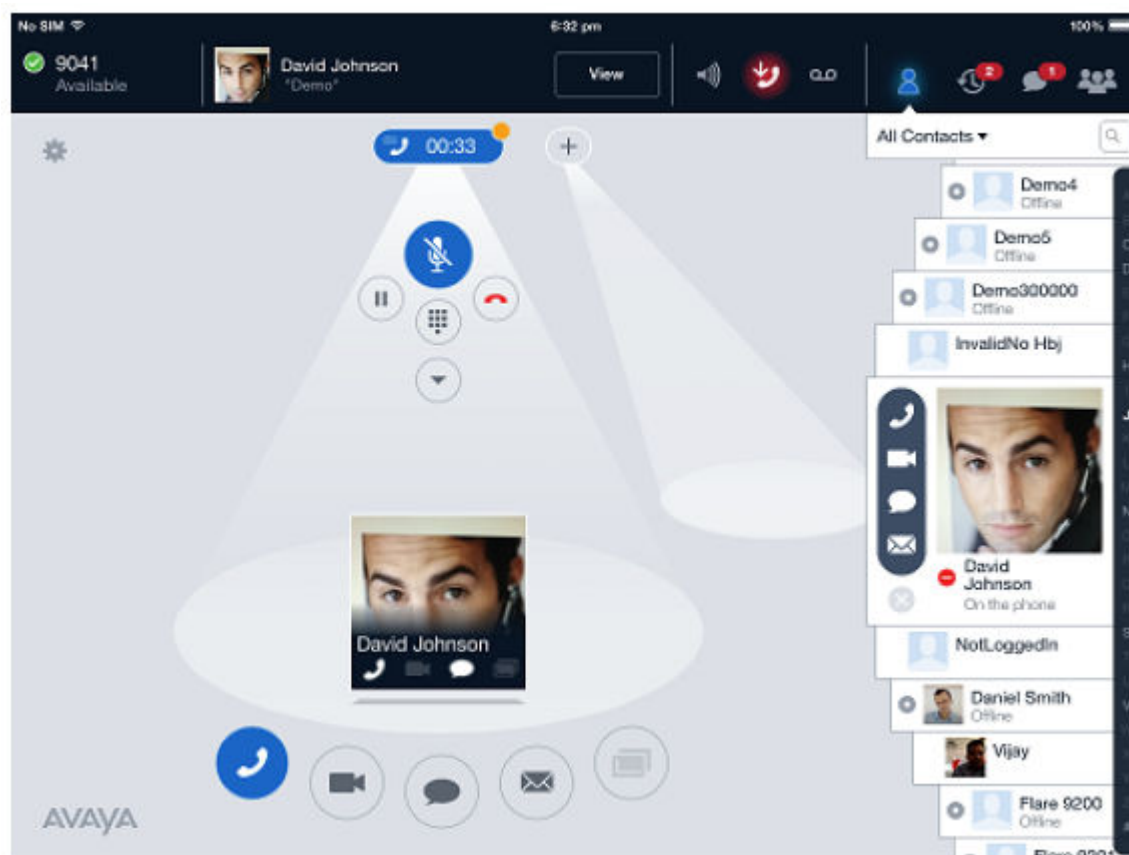 No SIM
6:32 pm
100%
9041
Available
David Johnson
"Demo"
View
2
1
00:33
All Contacts
Demo4
Offline
Demo5
Offline
Demo300000
Offline
InvalidNo Hbj
David
Johnson
On the phone
David Johnson
NotLoggedIn
Daniel Smith
Offline
Vijay
Flare 9200
Offline
AVAYA